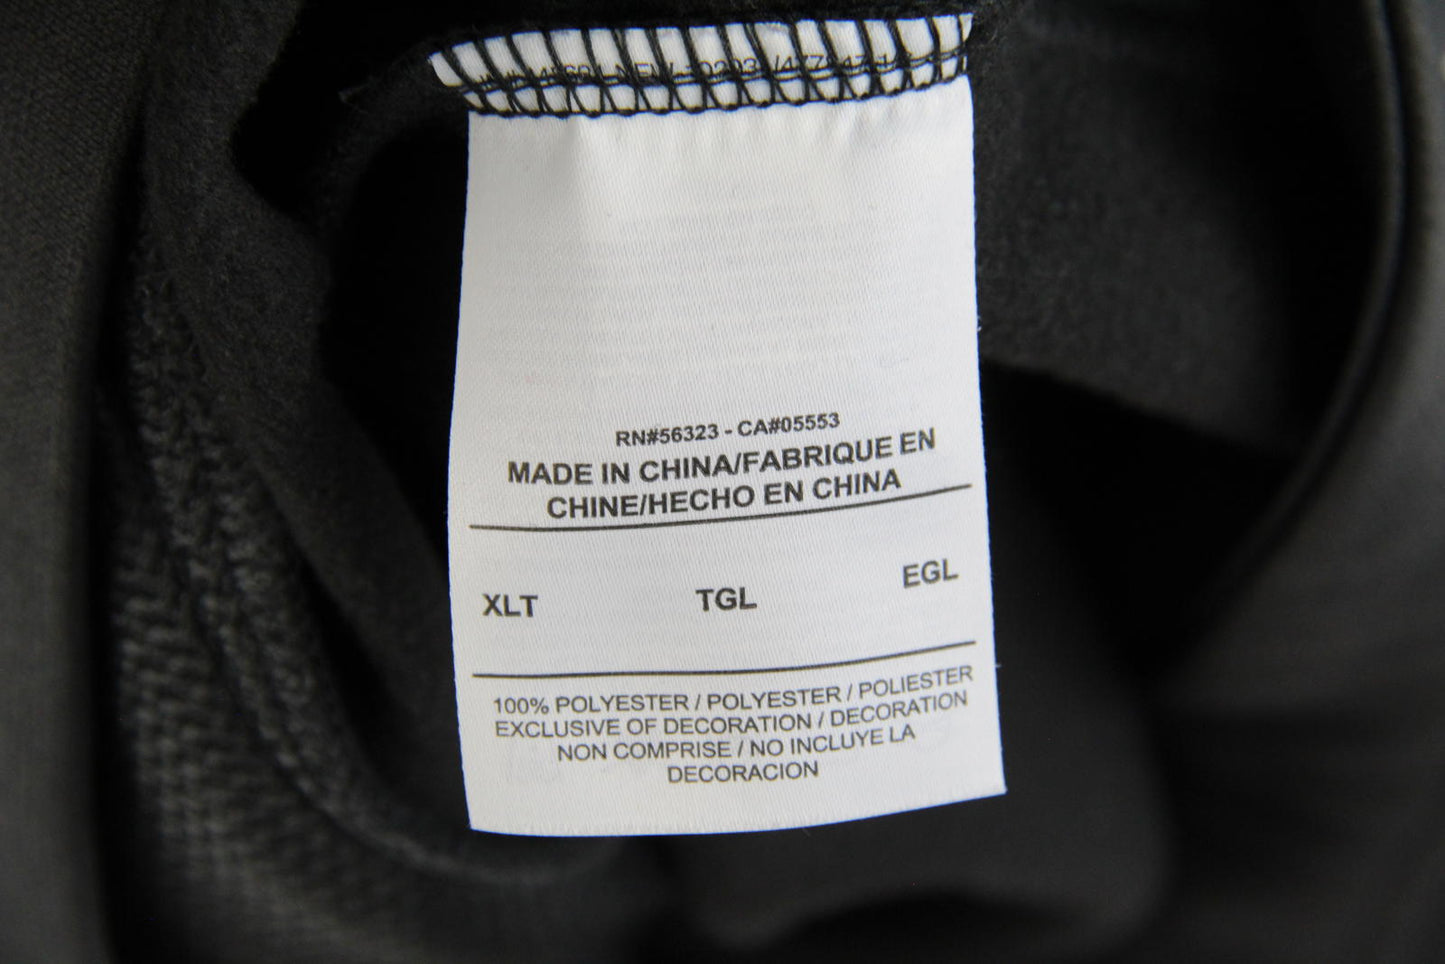 RN#56323 - CA#05553
MADE IN CHINA/FABRIQUE EN
CHINE/HECHO EN CHINA
XLT TGL EGL
100% POLYESTER / POLYESTER / POLIESTER
EXCLUSIVE OF DECORATION / DECORATION
NON COMPRISE / NO INCLUYE LA
DECORACION